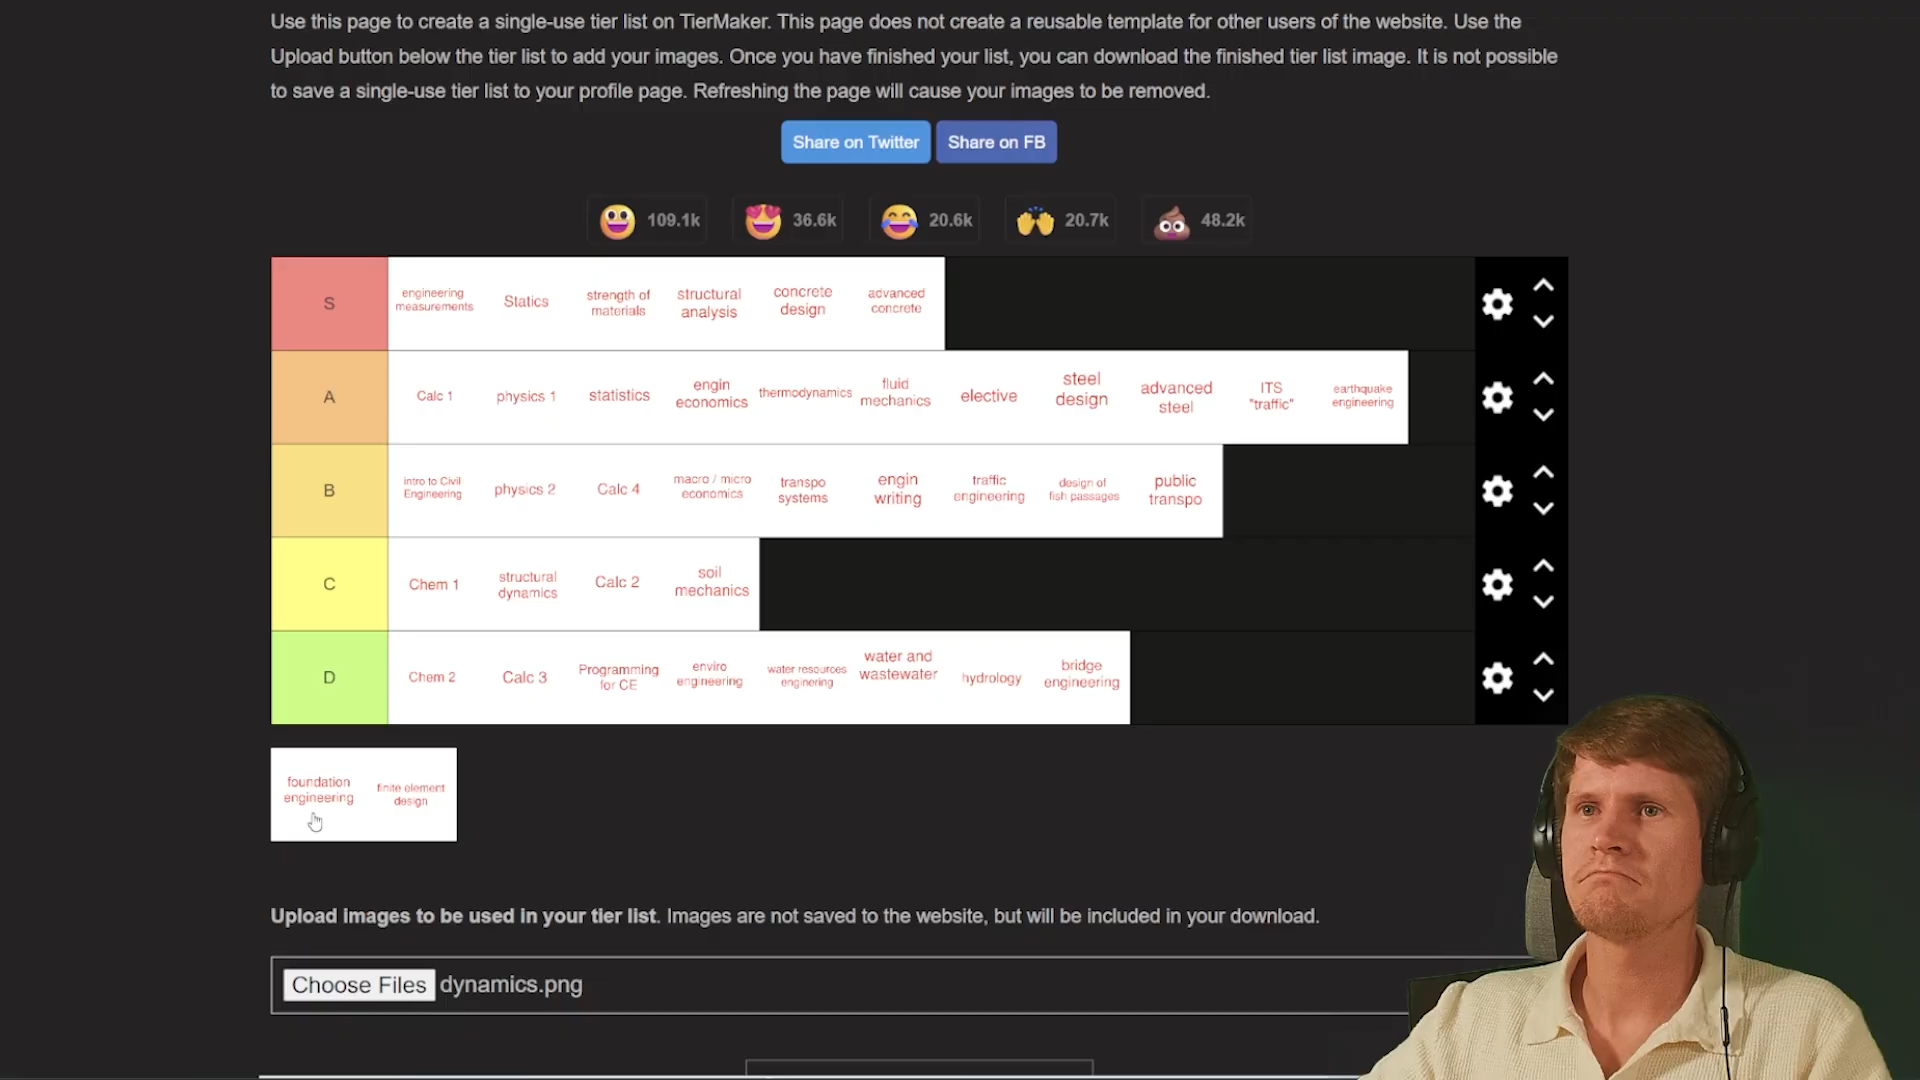 Use this page to create a single-use tier list on TierMaker. This page does not create a reusable template for other users of the website. Use the
Upload button below the tier list to add your images. Once you have finished your list, you can download the finished tier list image. It is not possible
to save a single-use tier list to your profile page. Refreshing the page will cause your images to be removed.
Share on Twitter
Share on FB
109.1k
36.6k
20.6k
20.7k
48.2k
S
engineering
measurements
Statics
strength of
materials
structural
analysis
concrete
design
advanced
concrete
A
Calc 1
physics 1
statistics
engin
economics
thermodynamics
fluid
mechanics
elective
steel
design
advanced
steel
ITS
"traffic"
earthquake
engineering
B
intro to Civil
Engineering
physics 2
Calc 4
macro / micro
economics
transpo
systems
engin
writing
traffic
engineering
design of
fish passages
public
transpo
C
Chem 1
structural
dynamics
Calc 2
soil
mechanics
D
Chem 2
Calc 3
Programming
for CE
enviro
engineering
water resources
enginering
water and
wastewater
hydrology
bridge
engineering
foundation
engineering
finite element
design
Upload images to be used in your tier list. Images are not saved to the website, but will be included in your download.
Choose Files dynamics.png